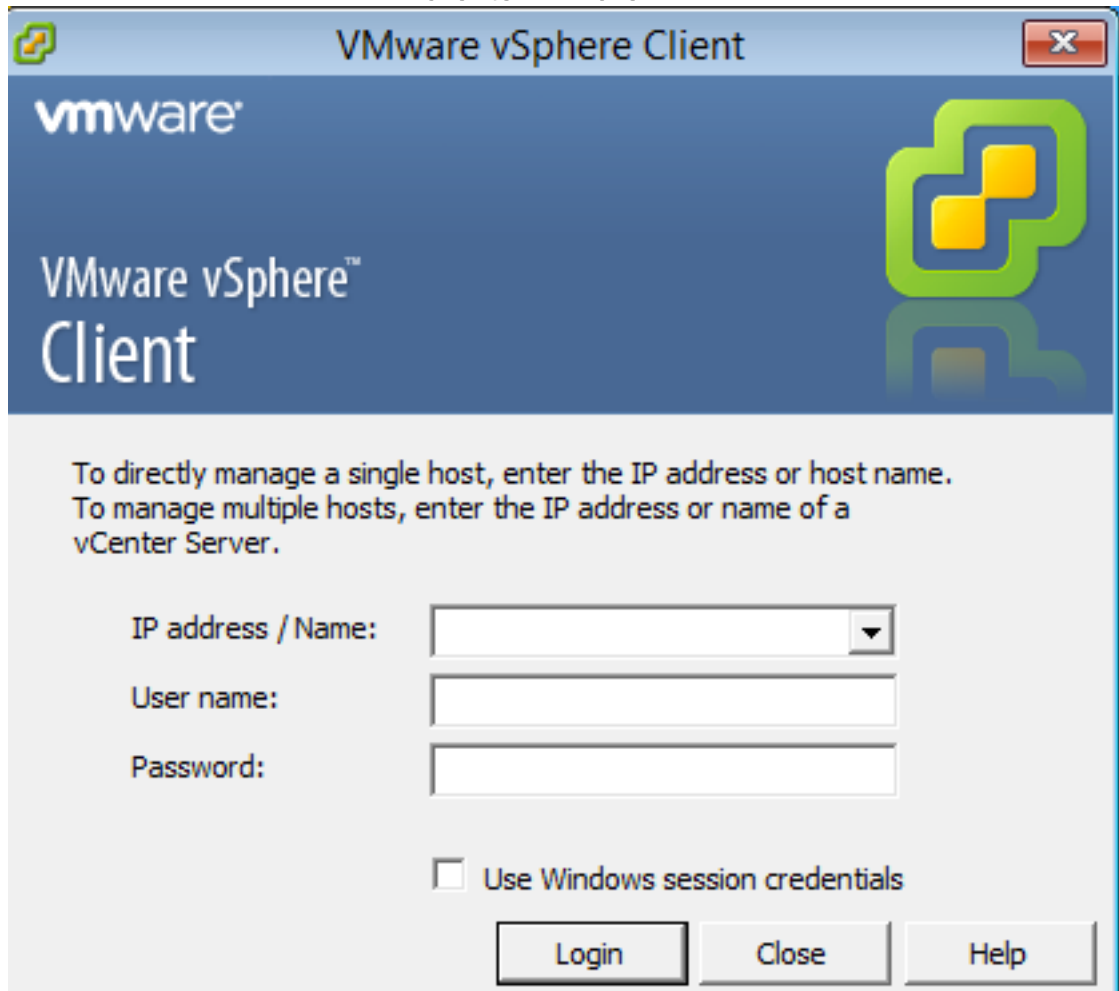 VMware vSphere Client
vmware®
VMware vSphere™
Client
To directly manage a single host, enter the IP address or host name.
To manage multiple hosts, enter the IP address or name of a
vCenter Server.
IP address / Name:
User name:
Password:
Use Windows session credentials
Login Close Help